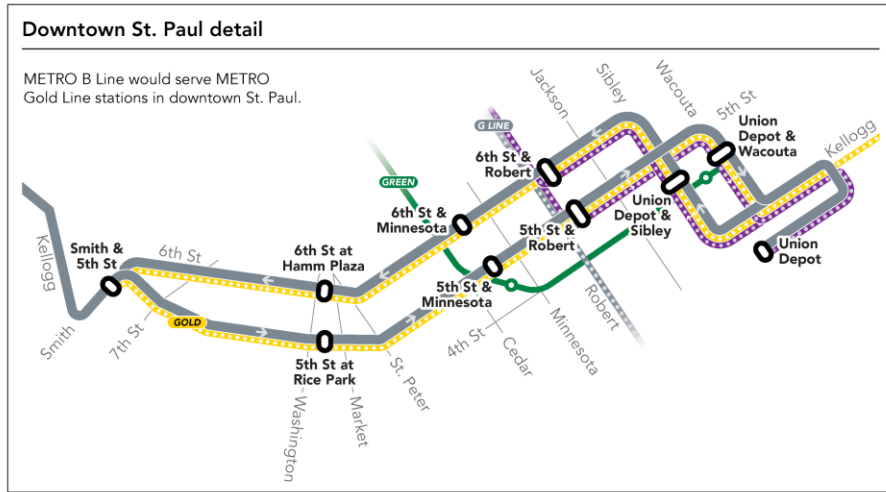 Downtown St. Paul detail
METRO B Line would serve METRO
Gold Line stations in downtown St. Paul.
Jackson
Sibley
Wacouta
5th St
Kellogg
G LINE
GREEN
Union
Depot &
Wacouta
6th St &
Robert
6th St &
Minnesota
Union
Depot &
Sibley
5th St &
Robert
Union
Depot
Kellogg
Smith &
5th St
6th St
6th St at
Hamm Plaza
5th St &
Minnesota
Robert
Smith
7th St
GOLD
4th St
Minnesota
Cedar
5th St at
Rice Park
St. Peter
Market
Washington